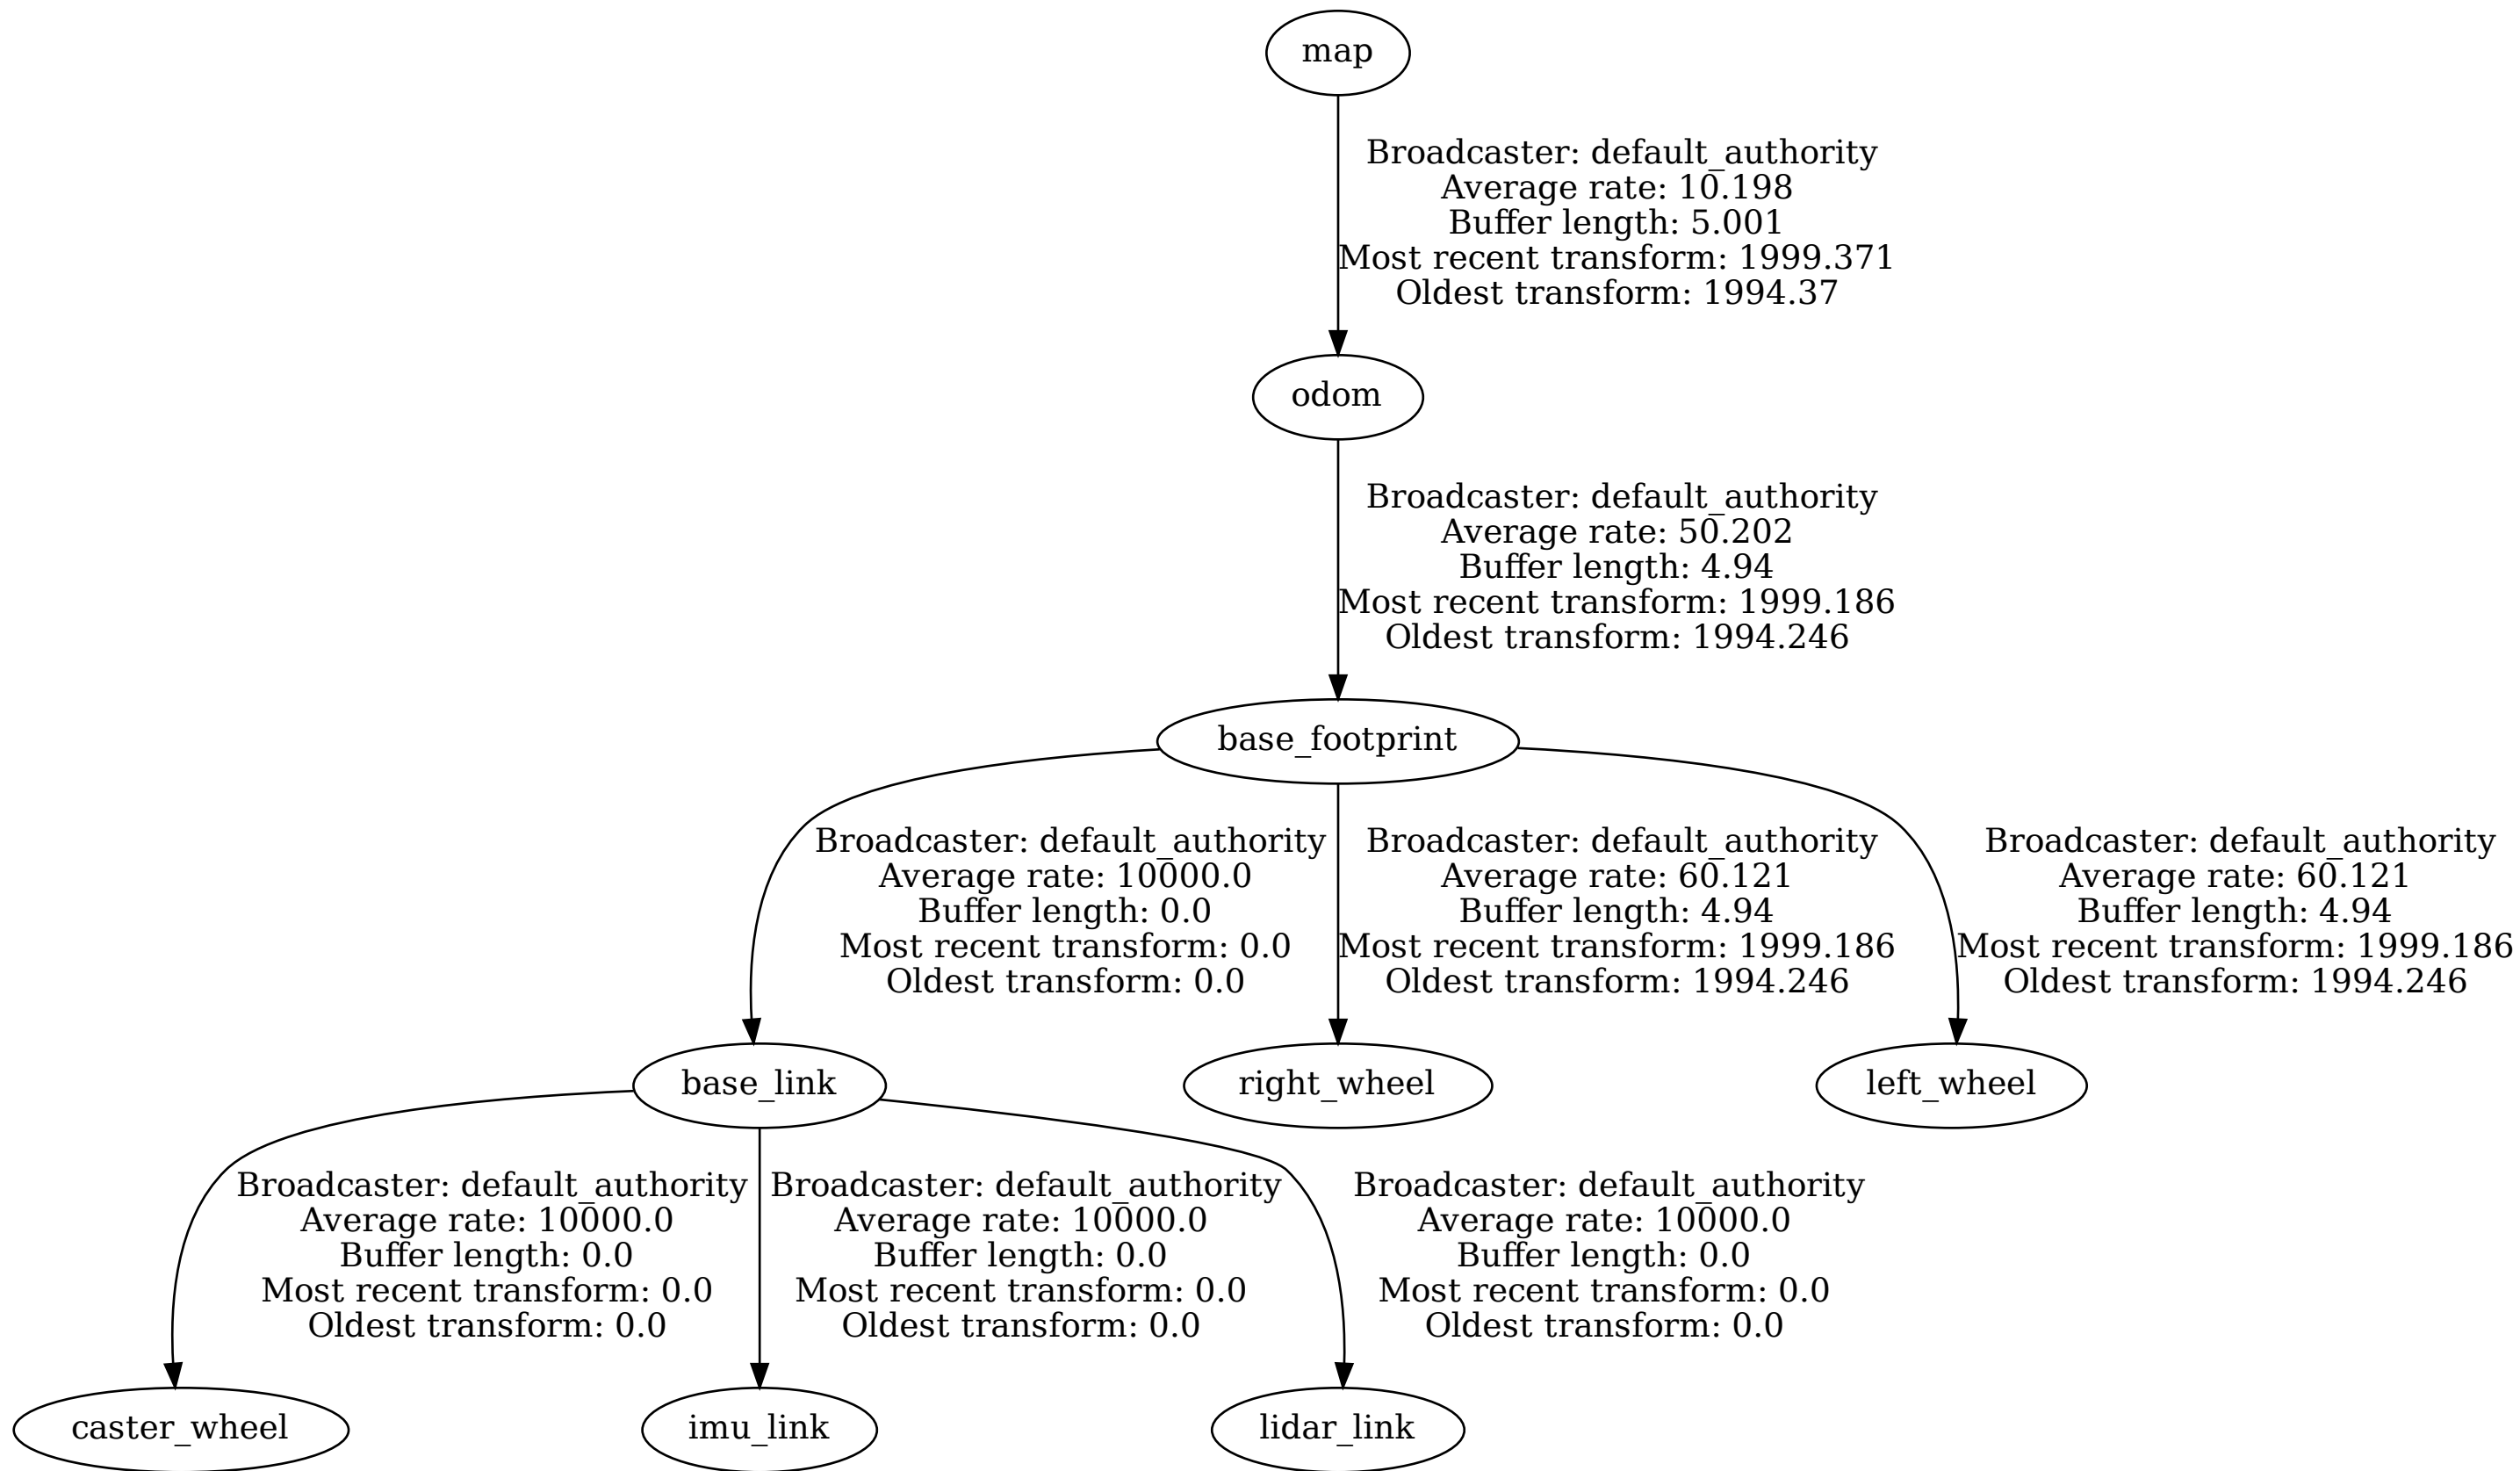 map
Broadcaster: default_authority
Average rate: 10.198
Buffer length: 5.001
Most recent transform: 1999.371
Oldest transform: 1994.37
odom
Broadcaster: default_authority
Average rate: 50.202
Buffer length: 4.94
Most recent transform: 1999.186
Oldest transform: 1994.246
base_footprint
Broadcaster: default_authority
Average rate: 10000.0
Buffer length: 0.0
Most recent transform: 0.0
Oldest transform: 0.0
Broadcaster: default_authority
Average rate: 60.121
Buffer length: 4.94
Most recent transform: 1999.186
Oldest transform: 1994.246
Broadcaster: default_authority
Average rate: 60.121
Buffer length: 4.94
Most recent transform: 1999.186
Oldest transform: 1994.246
base_link
right_wheel
left_wheel
Broadcaster: default_authority
Average rate: 10000.0
Buffer length: 0.0
Most recent transform: 0.0
Oldest transform: 0.0
Broadcaster: default_authority
Average rate: 10000.0
Buffer length: 0.0
Most recent transform: 0.0
Oldest transform: 0.0
Broadcaster: default_authority
Average rate: 10000.0
Buffer length: 0.0
Most recent transform: 0.0
Oldest transform: 0.0
caster_wheel
imu_link
lidar_link